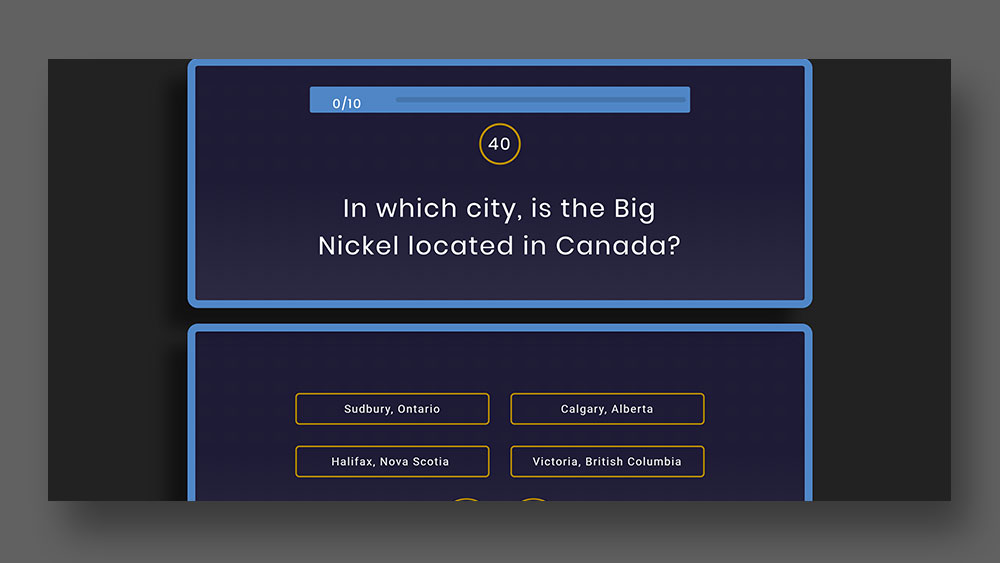 0/10
40
In which city, is the Big
Nickel located in Canada?
Sudbury, Ontario
Calgary, Alberta
Halifax, Nova Scotia
Victoria, British Columbia